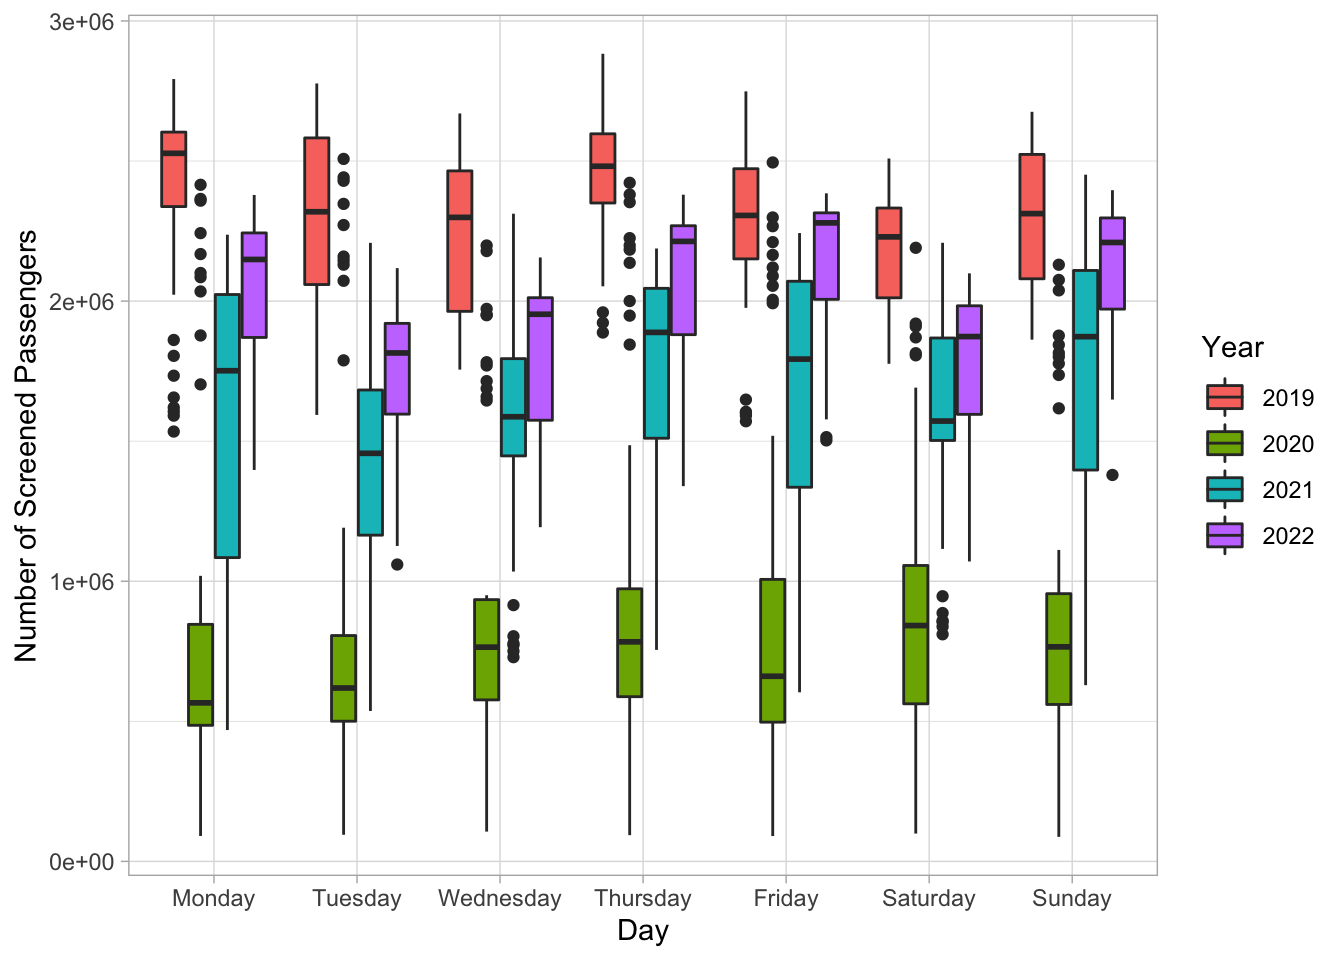 Number of Screened Passengers
3e+06
2e+06
1e+06
0e+00
Monday Tuesday Wednesday Thursday Friday Saturday Sunday
Day
Year
2019
2020
2021
2022